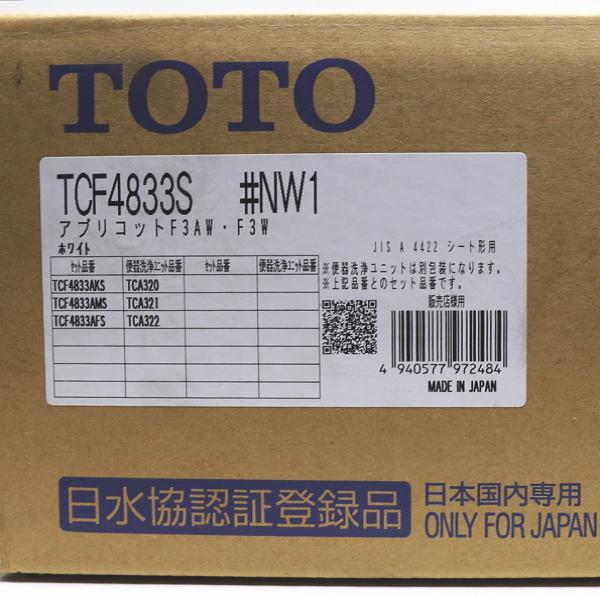 TOTO
TCF4833S #NW1
アプリコットF3AW・F3W
ホワイト
JIS A 4422 シート形用
セット品番 便器洗浄ユニット品番 セット品番 便器洗浄ユニット品番
TCF4833AKS TCA320
TCF4833AMS TCA321
TCF4833AFS TCA322
※便器洗浄ユニットは別包装になります。
※上記品番とのセット品番です。
販売店様用
4 940577 972484
MADE IN JAPAN
日水協認証登録品
日本国内専用
ONLY FOR JAPAN